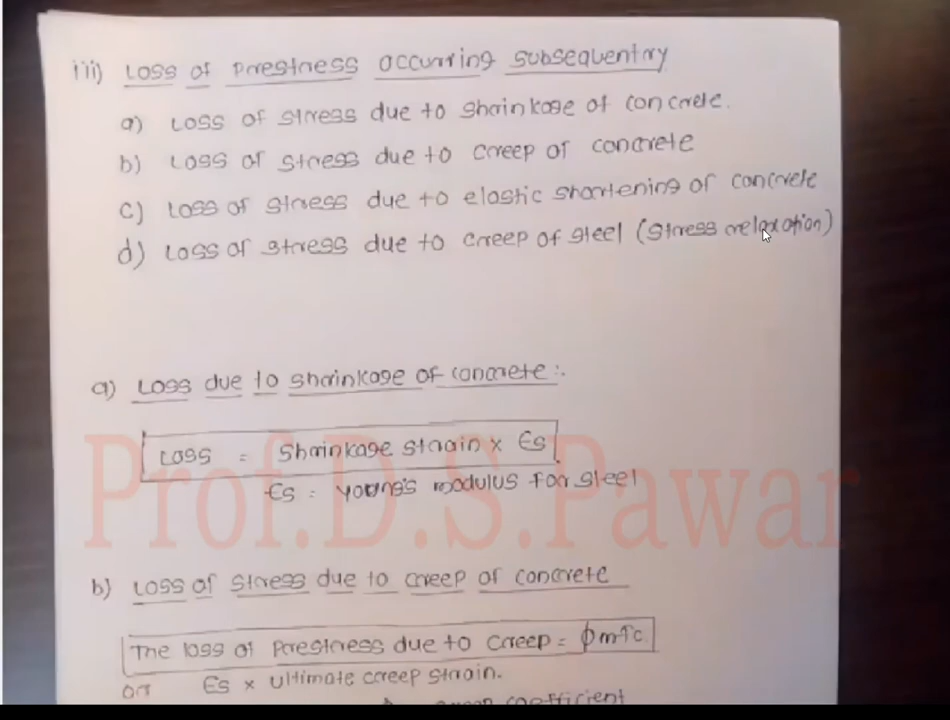 iii) Loss of Prestress occurring subsequentry
a) Loss of stress due to shrinkage of concrete.
b) Loss of stress due to creep of concrete
c) Loss of stress due to elastic shortening of concrete
d) Loss of stress due to creep of steel (stress relaxation)
a) Loss due to shrinkage of concrete:.
Loss = Shrinkage strain x Es
Es = young's modulus for steel
Prof.D.S.Pawar
b) Loss of stress due to creep of concrete
The loss of Prestress due to creep = ϕmfc
or Es x ultimate creep strain.
coefficient